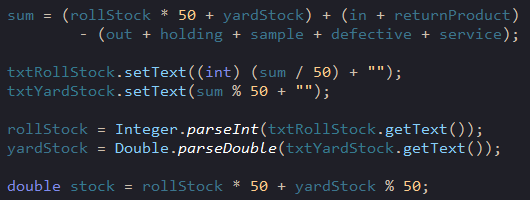 sum = (rollStock * 50 + yardStock) + (in + returnProduct)
- (out + holding + sample + defective + service);
txtRollStock.setText((int) (sum / 50) + "");
txtYardStock.setText(sum % 50 + "");
rollStock = Integer.parseInt(txtRollStock.getText());
yardStock = Double.parseDouble(txtYardStock.getText());
double stock = rollStock * 50 + yardStock % 50;